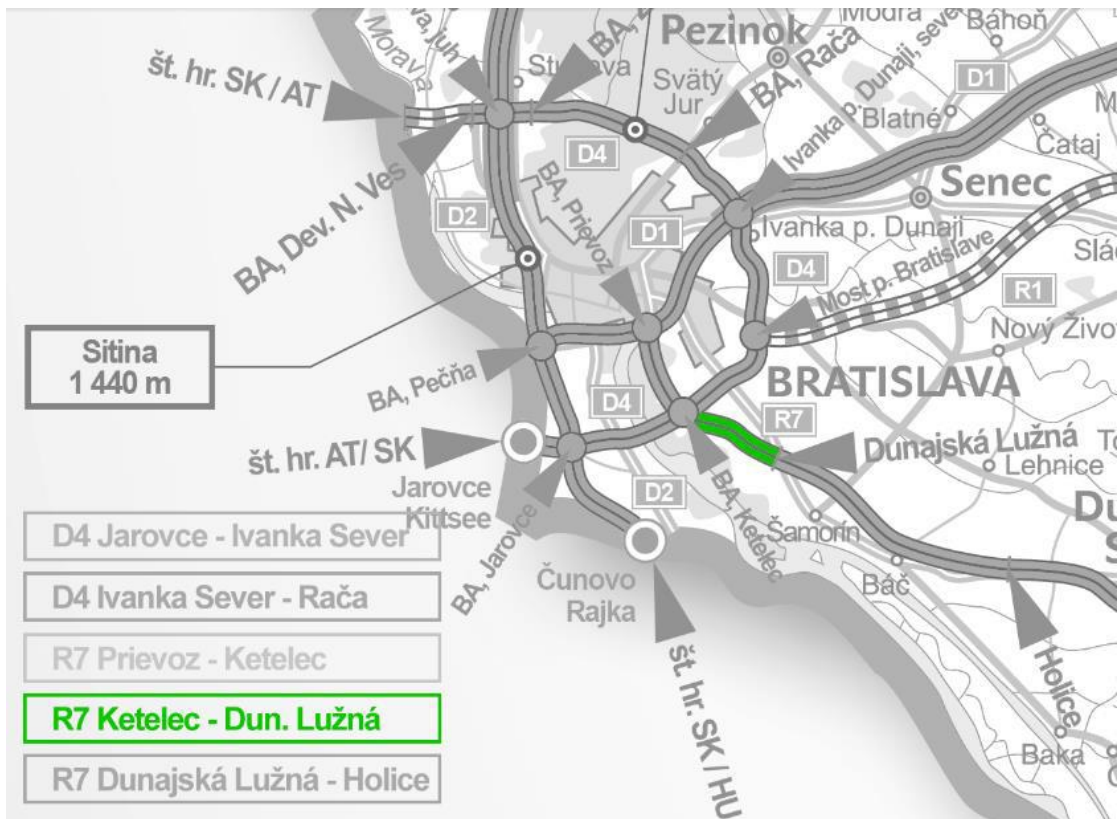 Pezinok
Modra
Báhoň
Morava
št. hr. SK / AT
Svätý
Jur
BA, Rača
Ivanka p. Dunaji, sever
D1
Blatné
Čataj
D4
Senec
BA, Dev. N. Ves
D2
BA, Prievoz
D1
Ivanka p. Dunaji
D4
Most p. Bratislave
R1
Sitina
1 440 m
BA, Pečňa
BRATISLAVA
D4
R7
Dunajská Lužná
Lehnice
št. hr. AT/ SK
Jarovce
Kittsee
D2
BA, Ketelec
Šamorín
BA, Jarovce
Čunovo
Rajka
Báč
Holice
Baka
št. hr. SK / HU
D4 Jarovce - Ivanka Sever
D4 Ivanka Sever - Rača
R7 Prievoz - Ketelec
R7 Ketelec - Dun. Lužná
R7 Dunajská Lužná - Holice